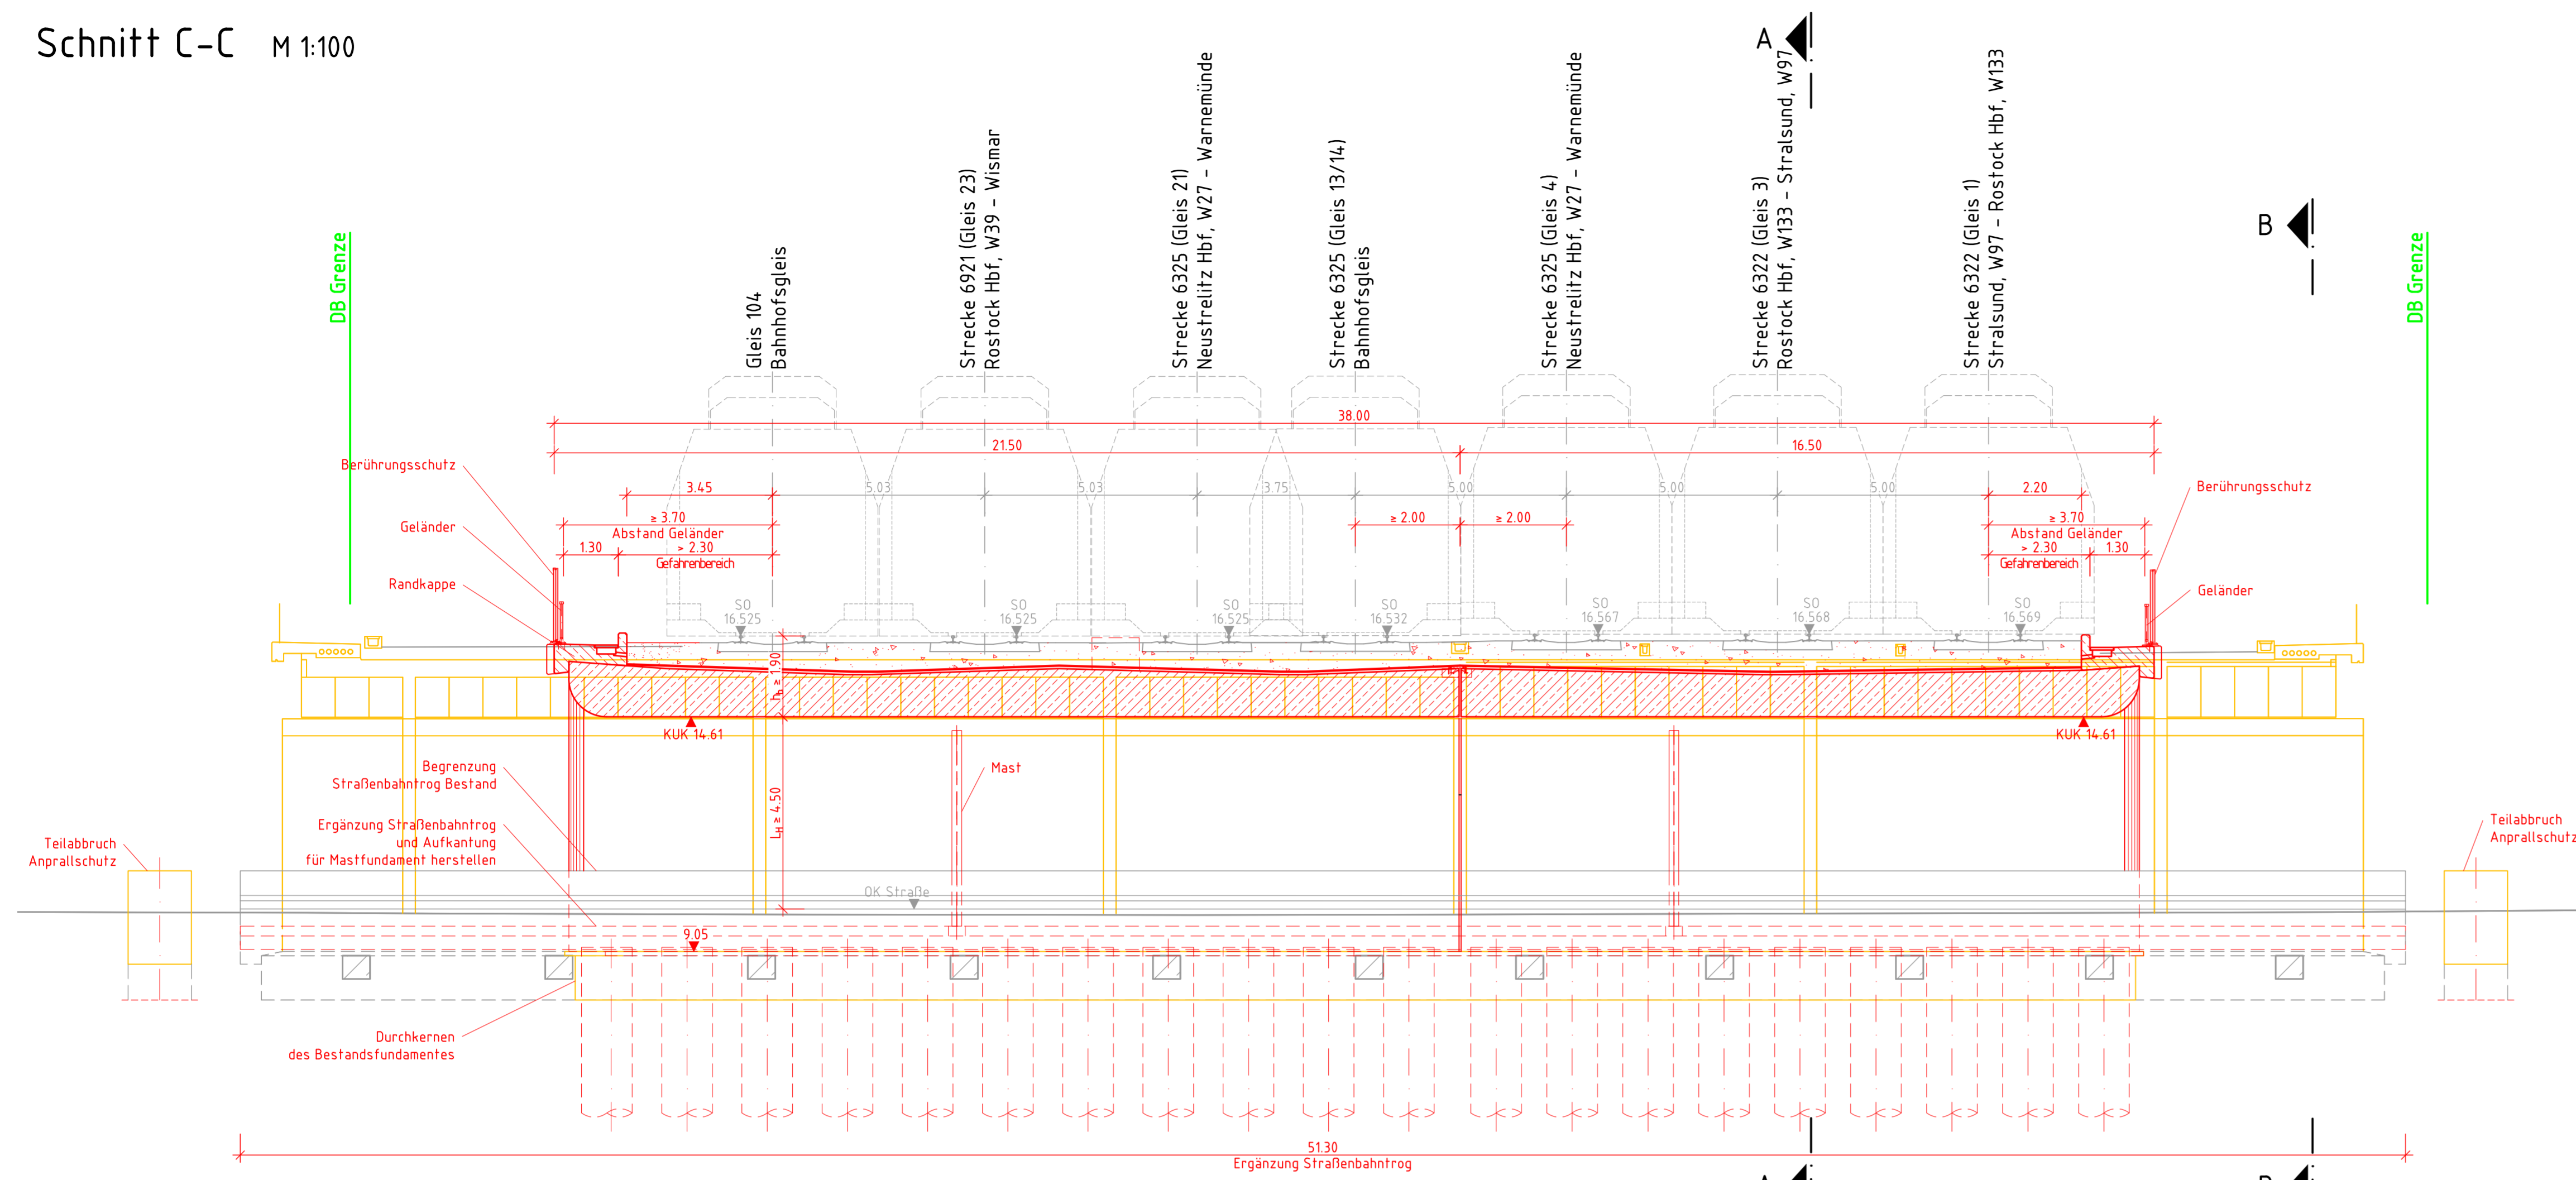 Schnitt C-C M 1:100
A
B
DB Grenze
DB Grenze
Gleis 104
Bahnhofsgleis
Strecke 6921 (Gleis 23)
Rostock Hbf, W39 - Wismar
Strecke 6325 (Gleis 21)
Neustrelitz Hbf, W27 - Warnemünde
Strecke 6325 (Gleis 13/14)
Bahnhofsgleis
Strecke 6325 (Gleis 4)
Neustrelitz Hbf, W27 - Warnemünde
Strecke 6322 (Gleis 3)
Rostock Hbf, W133 - Stralsund, W97
Strecke 6322 (Gleis 1)
Stralsund, W97 - Rostock Hbf, W133
38.00
21.50
16.50
Berührungsschutz
3.45
5.03
5.03
3.75
5.00
5.00
5.00
2.20
Berührungsschutz
≥ 3.70
Abstand Geländer
≥ 2.00
≥ 2.00
≥ 3.70
Abstand Geländer
Geländer
1.30
> 2.30
Gefahrenbereich
> 2.30
1.30
Gefahrenbereich
Randkappe
Geländer
SO
16.525
SO
16.525
SO
16.525
SO
16.532
SO
16.567
SO
16.568
SO
16.569
hb ≥ 1.90
KUK 14.61
KUK 14.61
Begrenzung
Straßenbahntrog Bestand
Mast
LH ≥ 4.50
Ergänzung Straßenbahntrog
und Aufkantung
für Mastfundament herstellen
Teilabbruch
Anprallschutz
Teilabbruch
Anprallschutz
OK Straße
9.05
Durchkernen
des Bestandsfundamentes
51.30
Ergänzung Straßenbahntrog